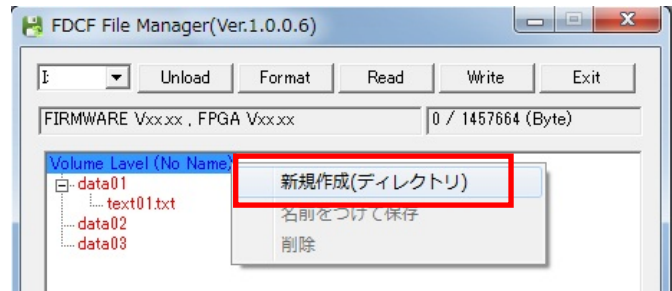 FDCF File Manager(Ver.1.0.0.6)
I: Unload Format Read Write Exit
FIRMWARE Vxx.xx , FPGA Vxx.xx 0 / 1457664 (Byte)
Volume Lavel (No Name)
data01
text01.txt
data02
data03
新規作成(ディレクトリ)
名前をつけて保存
削除